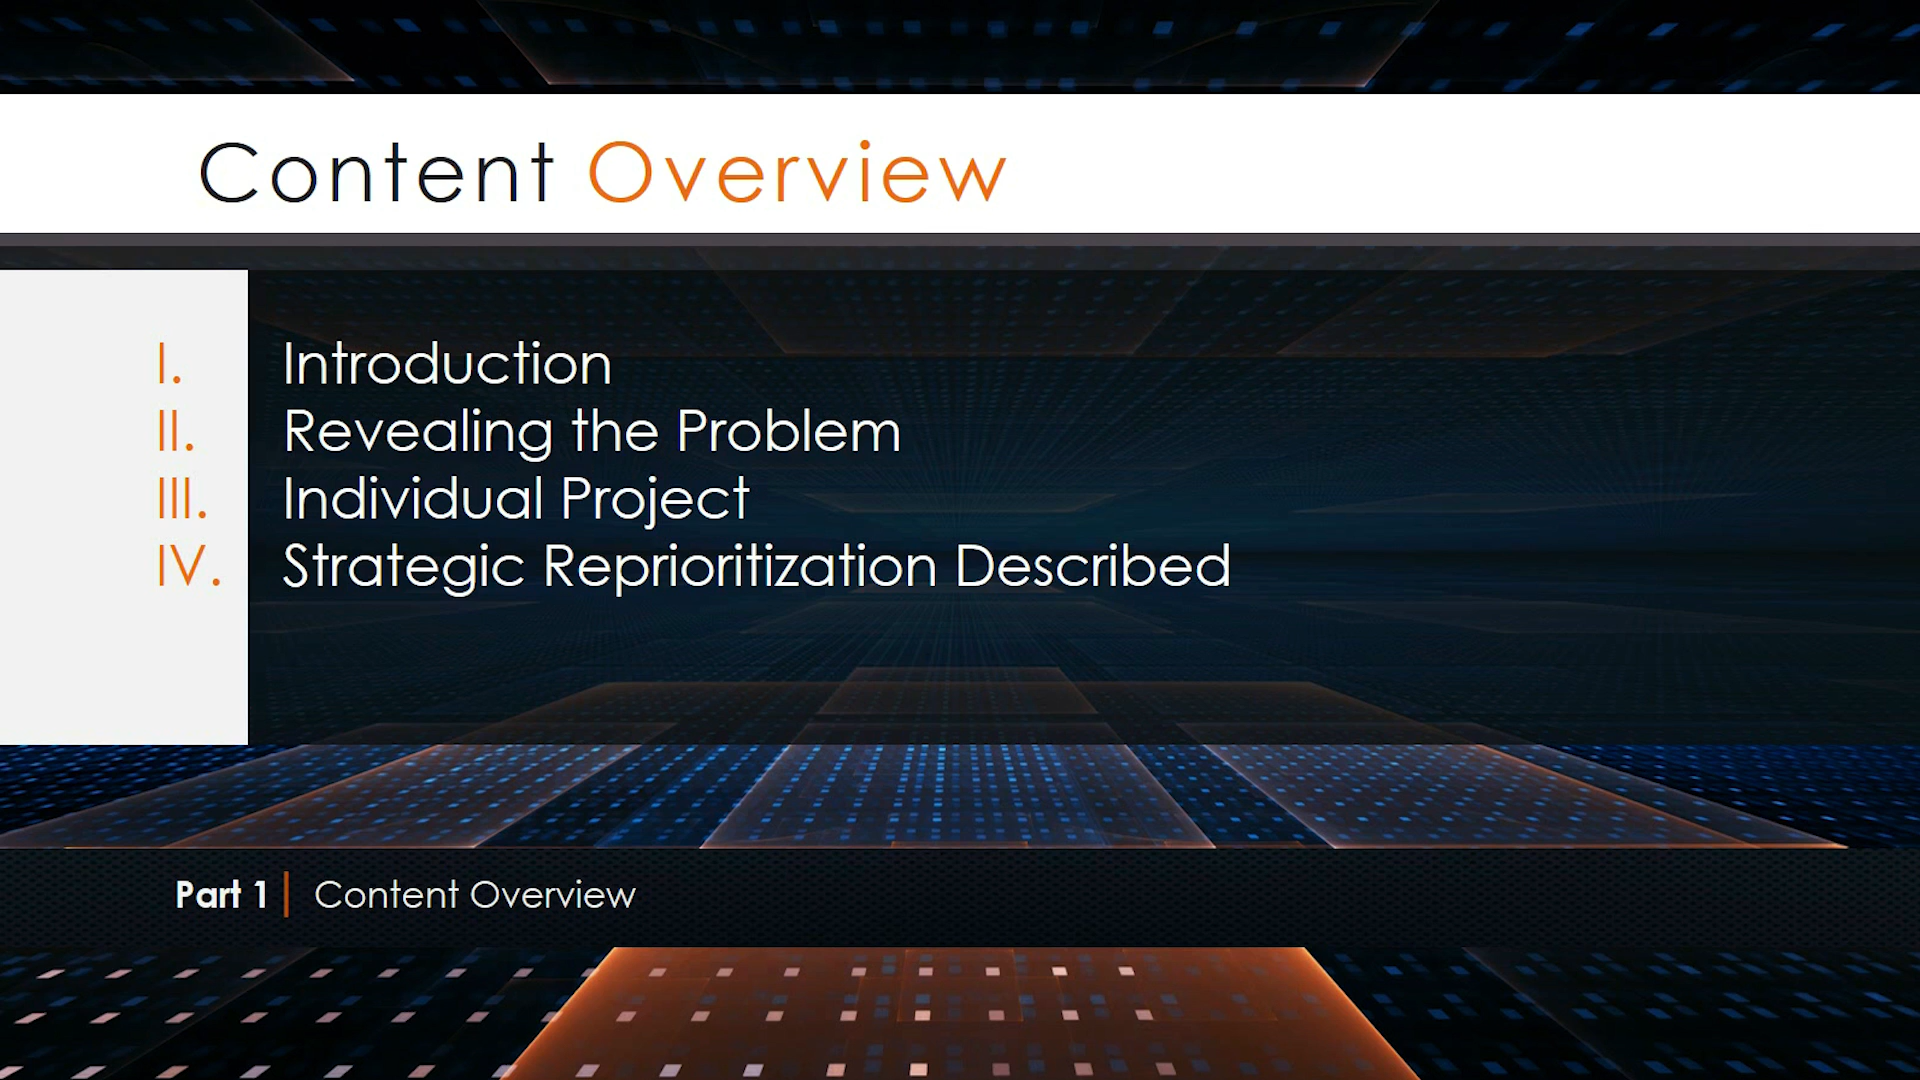 Content Overview
I. Introduction
II. Revealing the Problem
III. Individual Project
IV. Strategic Reprioritization Described
Part 1 | Content Overview